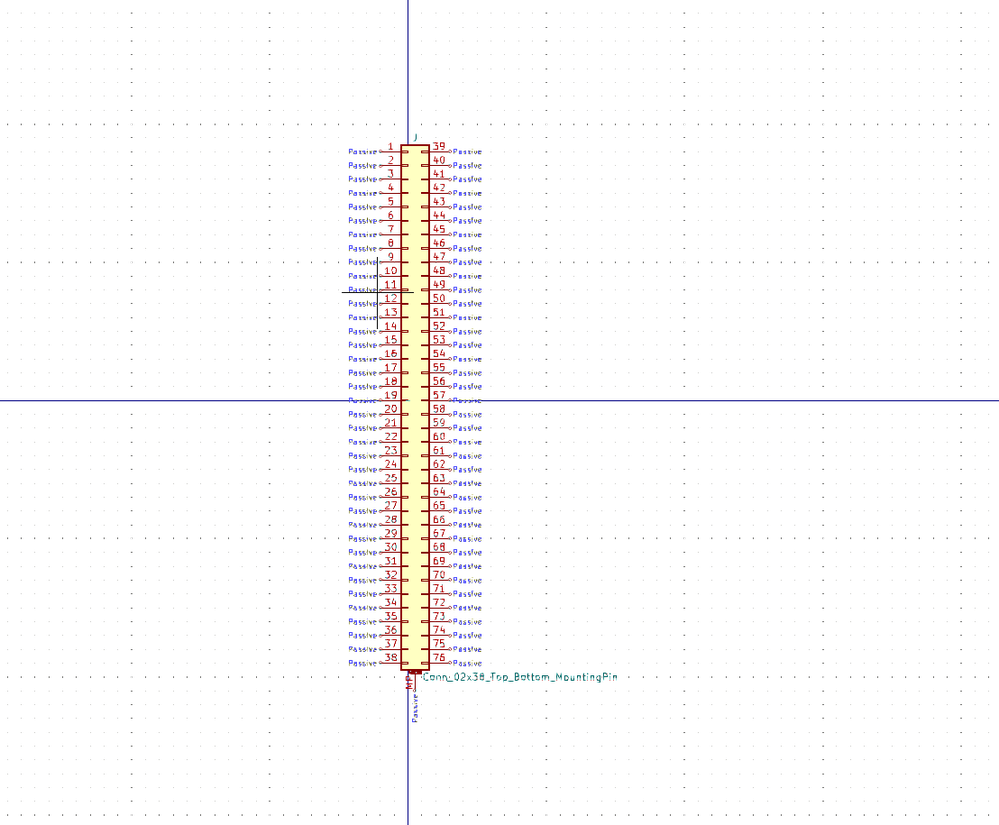 J
Passive 1 39 Passive
Passive 2 40 Passive
Passive 3 41 Passive
Passive 4 42 Passive
Passive 5 43 Passive
Passive 6 44 Passive
Passive 7 45 Passive
Passive 8 46 Passive
Passive 9 47 Passive
Passive 10 48 Passive
Passive 11 49 Passive
Passive 12 50 Passive
Passive 13 51 Passive
Passive 14 52 Passive
Passive 15 53 Passive
Passive 16 54 Passive
Passive 17 55 Passive
Passive 18 56 Passive
Passive 19 57 Passive
Passive 20 58 Passive
Passive 21 59 Passive
Passive 22 60 Passive
Passive 23 61 Passive
Passive 24 62 Passive
Passive 25 63 Passive
Passive 26 64 Passive
Passive 27 65 Passive
Passive 28 66 Passive
Passive 29 67 Passive
Passive 30 68 Passive
Passive 31 69 Passive
Passive 32 70 Passive
Passive 33 71 Passive
Passive 34 72 Passive
Passive 35 73 Passive
Passive 36 74 Passive
Passive 37 75 Passive
Passive 38 76 Passive
MP
Conn_02x38_Top_Bottom_MountingPin
Passive